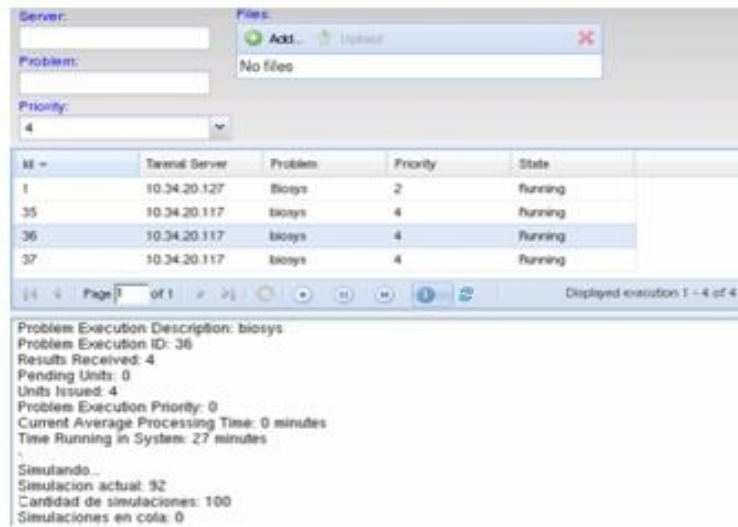 Server:
Files:
Add... Upload
No files
Problem:
Priority:
4
Id Tarenal Server Problem Priority State
1 10.34.20.127 Biosys 2 Running
35 10.34.20.117 biosys 4 Running
36 10.34.20.117 biosys 4 Running
37 10.34.20.117 biosys 4 Running
Page 1 of 1 Displayed execution 1 - 4 of 4
Problem Execution Description: biosys
Problem Execution ID: 36
Results Received: 4
Pending Units: 0
Units Issued: 4
Problem Execution Priority: 0
Current Average Processing Time: 0 minutes
Time Running in System: 27 minutes
Simulando...
Simulacion actual: 92
Cantidad de simulaciones: 100
Simulaciones en cola: 0